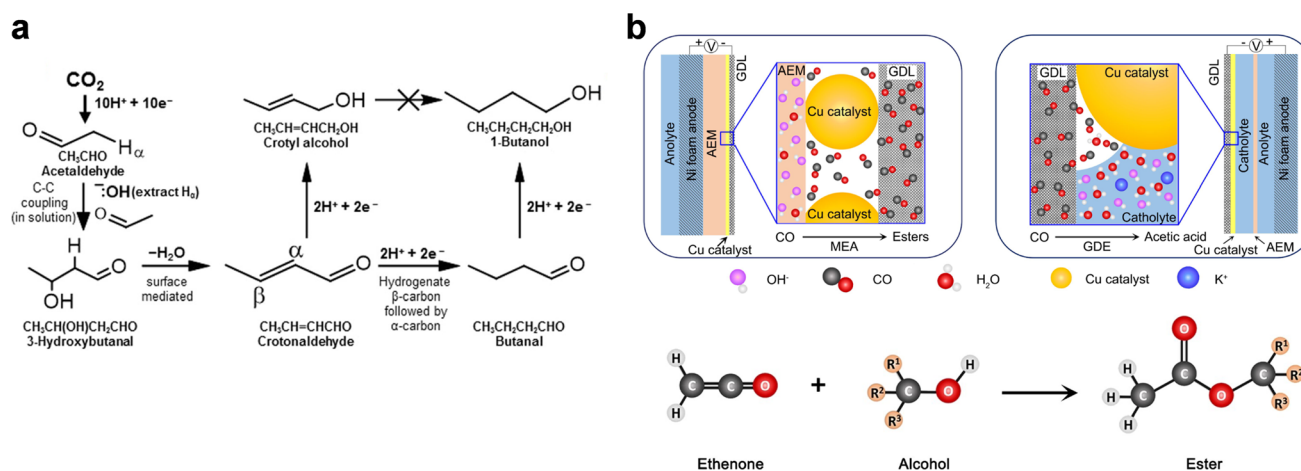 a
CO₂
10H⁺ + 10e⁻
O
H
α
CH₃CHO
Acetaldehyde
C-C
coupling
(in solution)
⁻:OH (extract Hα)
O
H
O
OH
CH₃CH(OH)CH₂CHO
3-Hydroxybutanal
−H₂O
surface
mediated
OH
CH₃CH=CHCH₂OH
Crotyl alcohol
OH
CH₃CH₂CH₂CH₂OH
1-Butanol
2H⁺ + 2e⁻
2H⁺ + 2e⁻
α
β
O
CH₃CH=CHCHO
Crotonaldehyde
2H⁺ + 2e⁻
Hydrogenate
β-carbon
followed by
α-carbon
O
CH₃CH₂CH₂CHO
Butanal
b
+ V -
GDL
Anolyte
Ni foam anode
AEM
Cu catalyst
AEM
GDL
Cu catalyst
Cu catalyst
CO
MEA
Esters
GDL
Cu catalyst
Catholyte
CO
GDE
Acetic acid
- V +
GDL
Catholyte
Anolyte
Ni foam anode
Cu catalyst
AEM
OH⁻
CO
H₂O
Cu catalyst
K⁺
H
H
C
C
O
Ethenone
+
R¹
R²
R³
C
O
H
Alcohol
O
H
H
H
C
C
O
C
R¹
R²
R³
Ester